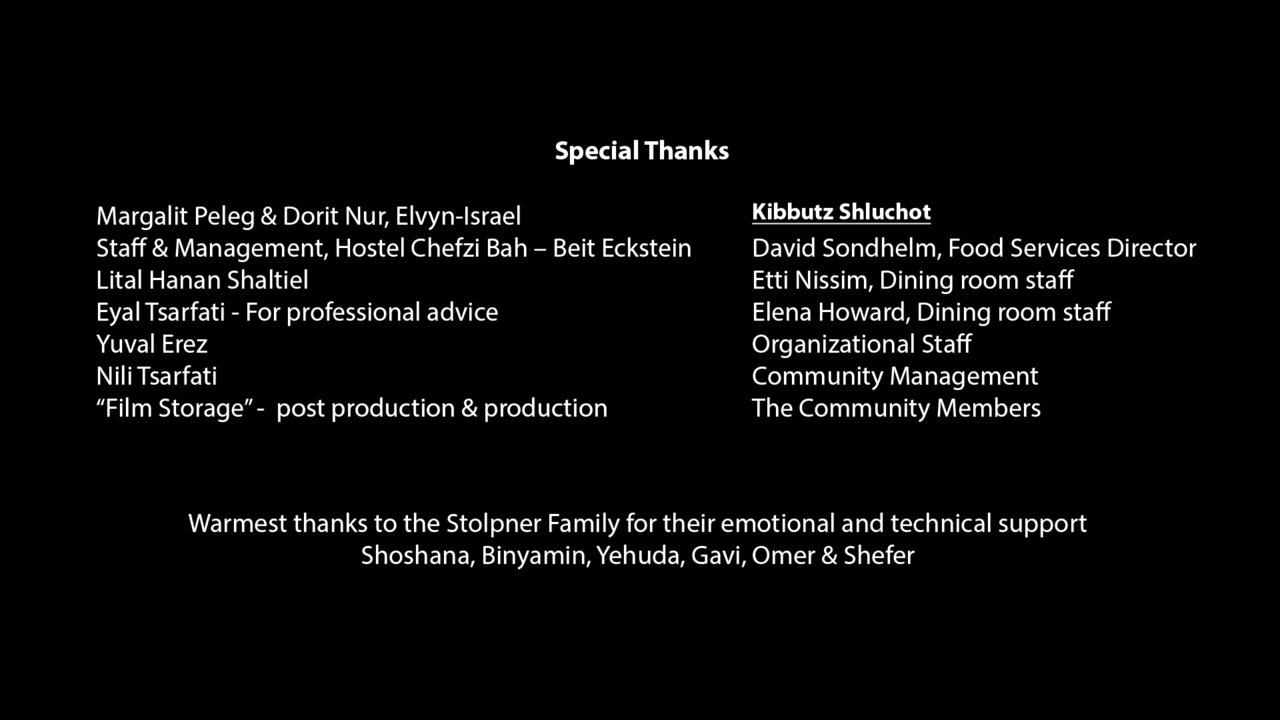 Special Thanks
Margalit Peleg & Dorit Nur, Elvyn-Israel
Staff & Management, Hostel Chefzi Bah – Beit Eckstein
Lital Hanan Shaltiel
Eyal Tsarfati - For professional advice
Yuval Erez
Nili Tsarfati
“Film Storage” -  post production & production
Kibbutz Shluchot
David Sondhelm, Food Services Director
Etti Nissim, Dining room staff
Elena Howard, Dining room staff
Organizational Staff
Community Management
The Community Members
Warmest thanks to the Stolpner Family for their emotional and technical support
Shoshana, Binyamin, Yehuda, Gavi, Omer & Shefer